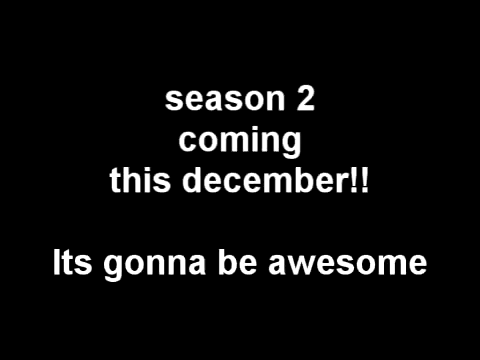 season 2
coming
this december!!
Its gonna be awesome